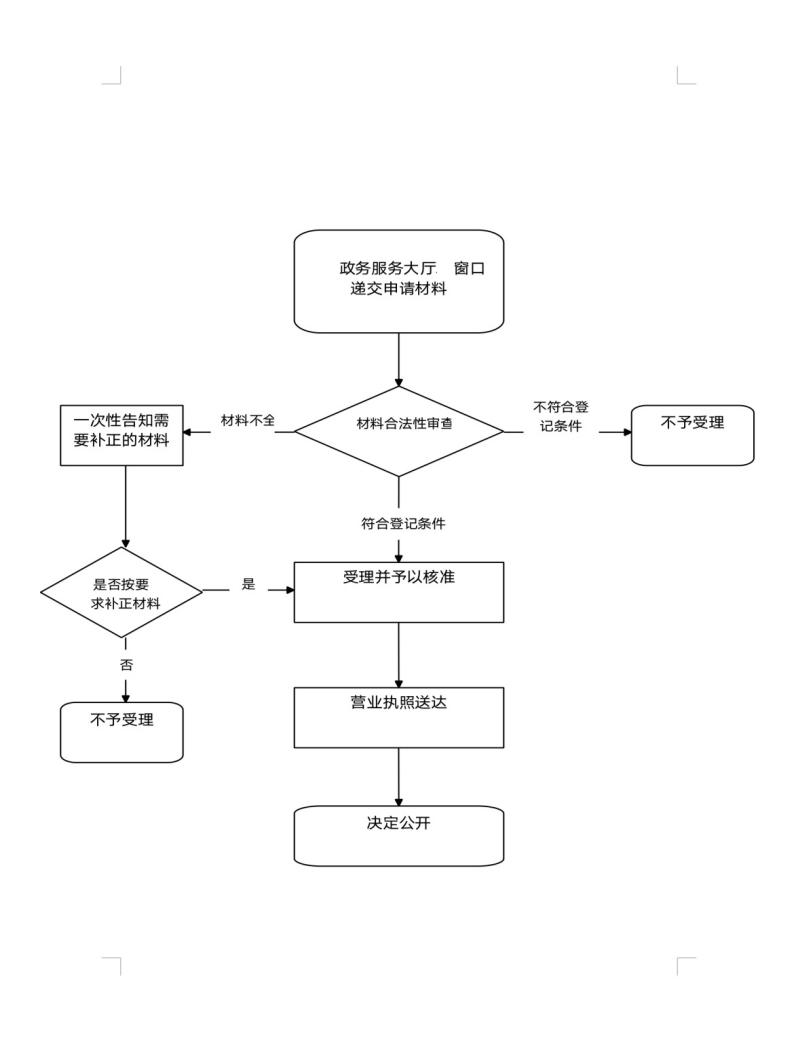 政务服务大厅 窗口
递交申请材料
材料合法性审查
材料不全
一次性告知需
要补正的材料
不符合登
记条件
不予受理
符合登记条件
受理并予以核准
是否按要
求补正材料
是
否
不予受理
营业执照送达
决定公开